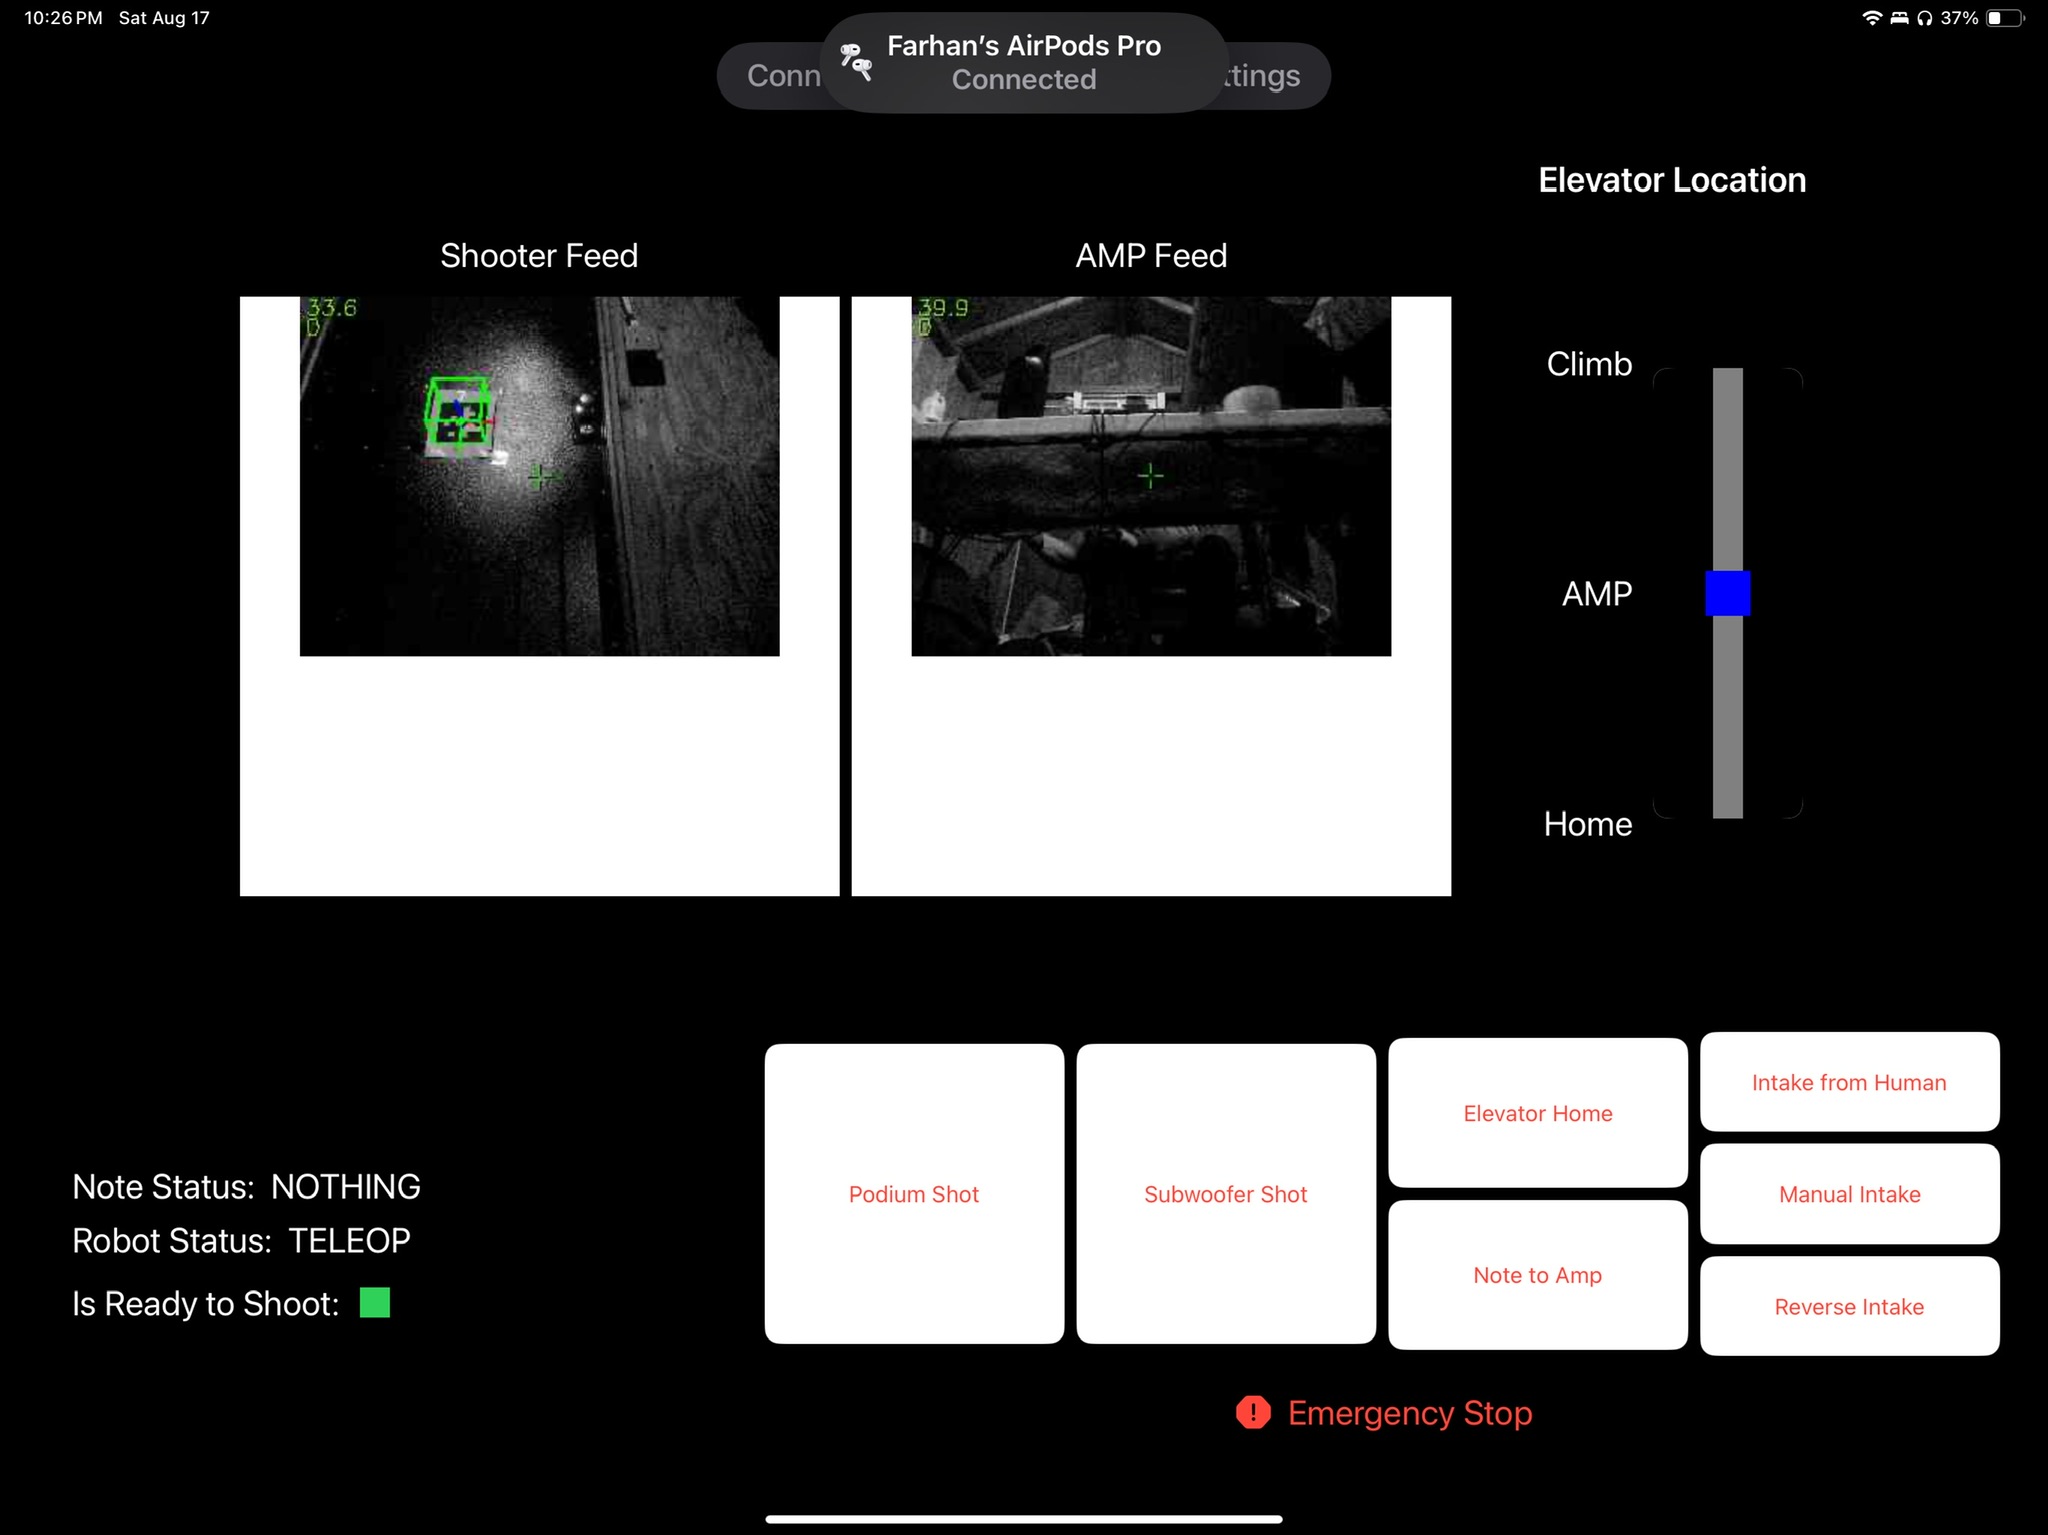 10:26 PM Sat Aug 17
37%
Farhan's AirPods Pro
Connected
Conn
ttings
Elevator Location
Shooter Feed
AMP Feed
33.6
39.9
Climb
AMP
Home
Podium Shot
Subwoofer Shot
Elevator Home
Note to Amp
Intake from Human
Manual Intake
Reverse Intake
Note Status: NOTHING
Robot Status: TELEOP
Is Ready to Shoot:
Emergency Stop